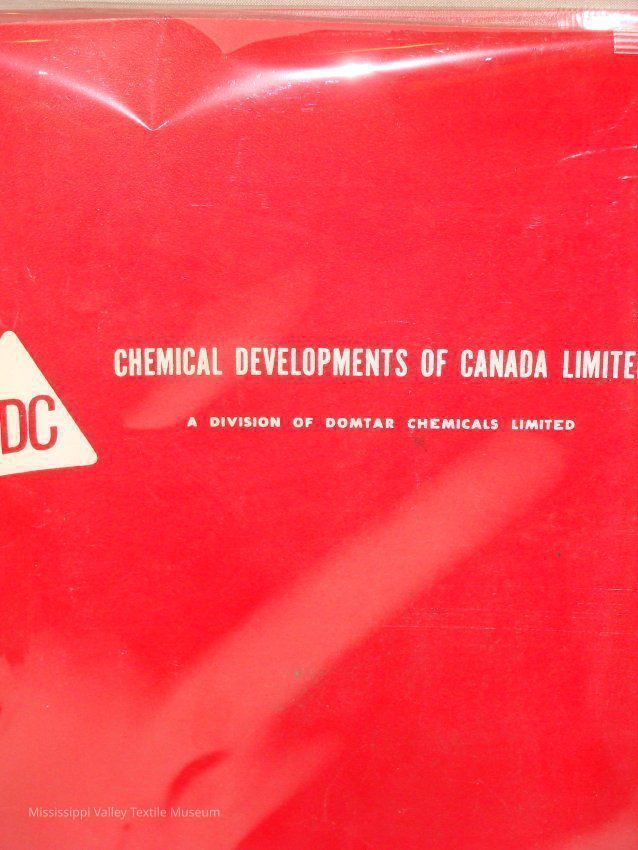 CHEMICAL DEVELOPMENTS OF CANADA LIMITE
A DIVISION OF DOMTAR CHEMICALS LIMITED
DC
Mississippi Valley Textile Museum